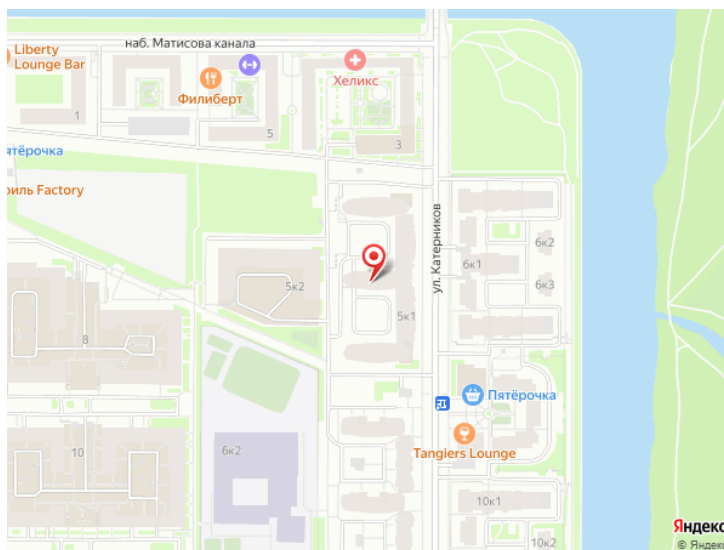 наб. Матисова канала
Liberty
Lounge Bar
Хеликс
Филиберт
1
5
3
ятёрочка
риль Factory
ул. Катерников
6к2
6к1
6к3
5к2
5к1
8
Пятёрочка
Tangiers Lounge
6к2
10
10к1
10к2
Яндекс
© Яндекс